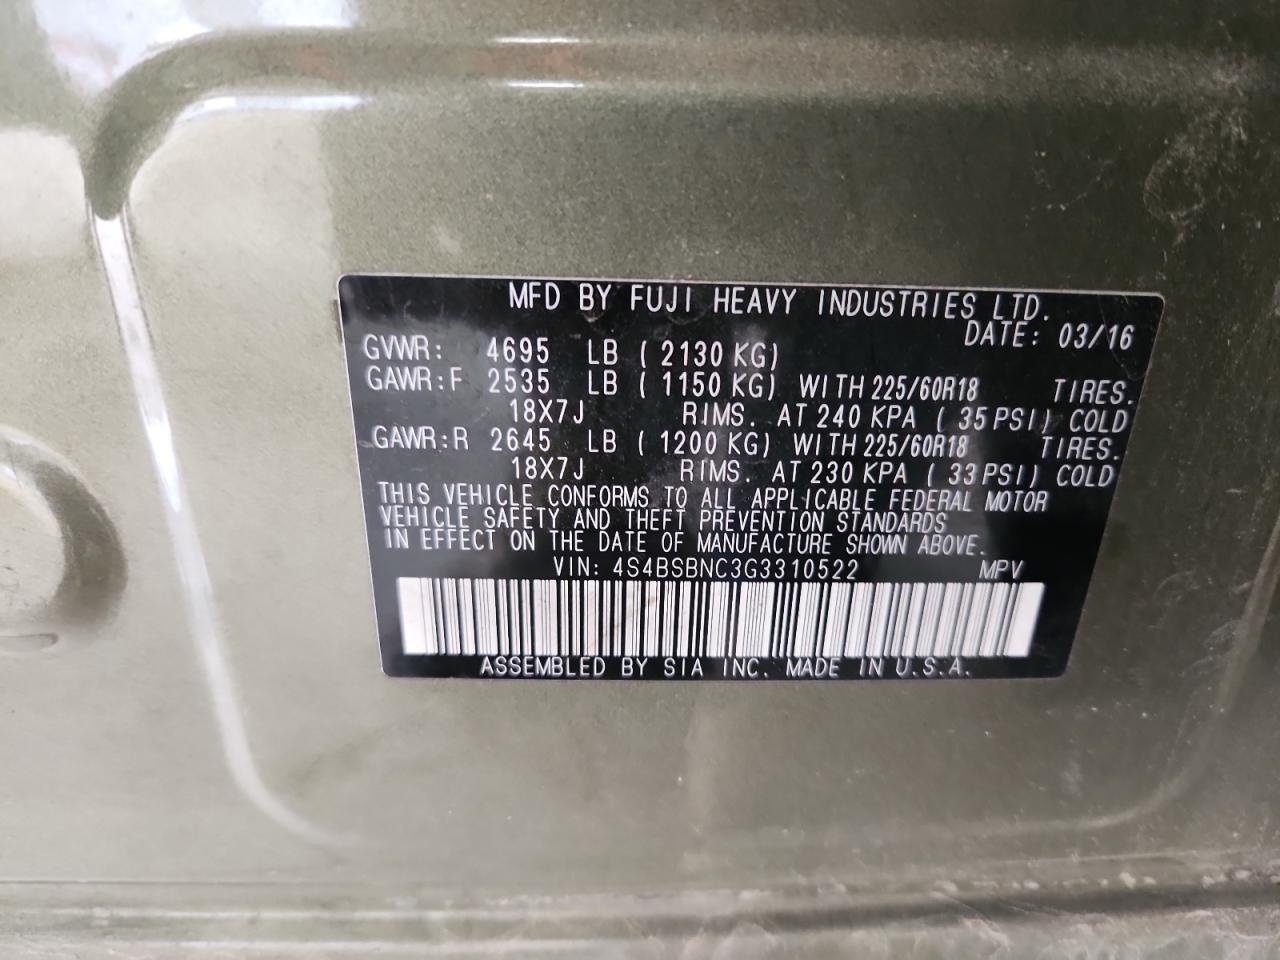 MFD BY FUJI HEAVY INDUSTRIES LTD.
DATE: 03/16
GVWR: 4695 LB ( 2130 KG)
GAWR:F 2535 LB ( 1150 KG) WITH 225/60R18 TIRES.
18X7J RIMS. AT 240 KPA ( 35 PSI) COLD
GAWR:R 2645 LB ( 1200 KG) WITH 225/60R18 TIRES.
18X7J RIMS. AT 230 KPA ( 33 PSI) COLD
THIS VEHICLE CONFORMS TO ALL APPLICABLE FEDERAL MOTOR
VEHICLE SAFETY AND THEFT PREVENTION STANDARDS
IN EFFECT ON THE DATE OF MANUFACTURE SHOWN ABOVE.
VIN: 4S4BSBNC3G3310522 MPV
ASSEMBLED BY SIA INC. MADE IN U.S.A.